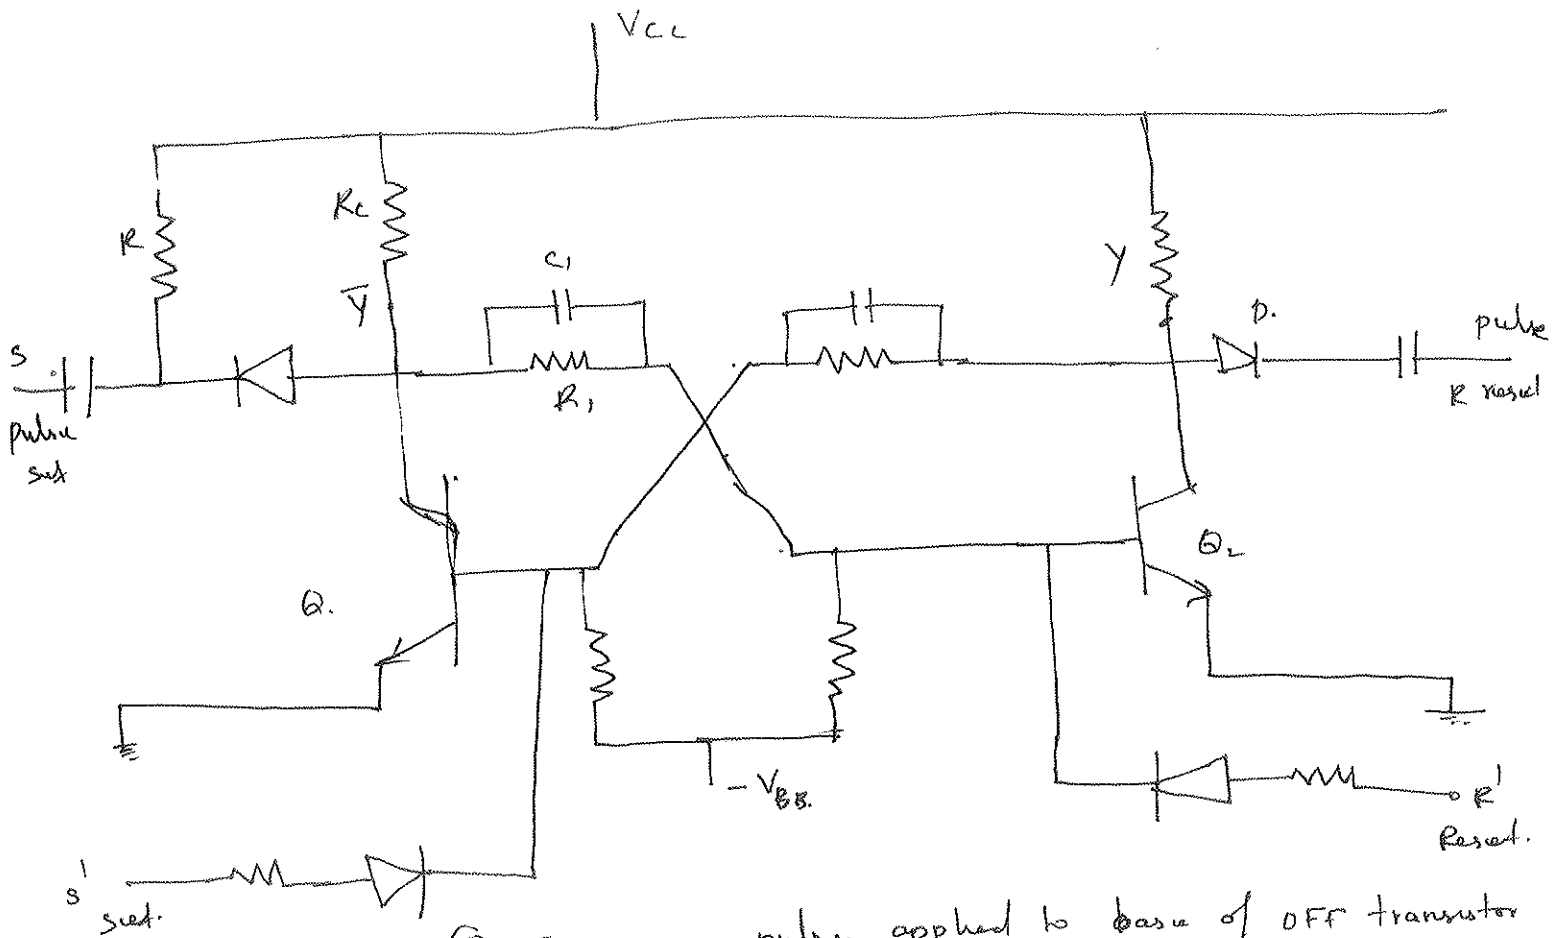 Vcc
R
Rc
Y̅
C1
Y
D.
pulse
R reset
S
pulse
set
R1
Q.
Q2
- VBB.
R'
Reset.
S'
set.
pulse applied to base of OFF transistor